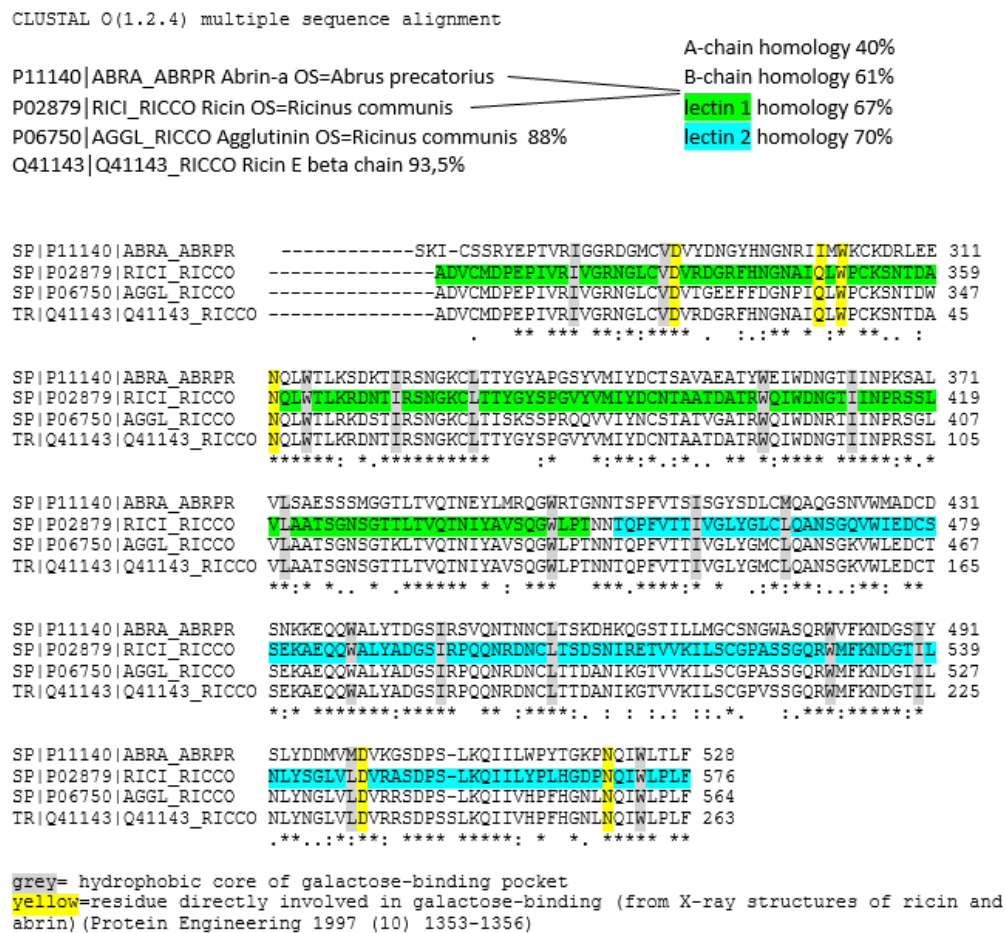 CLUSTAL O(1.2.4) multiple sequence alignment
A-chain homology 40%
P11140|ABRA_ABRPR Abrin-a OS=Abrus precatorius B-chain homology 61%
P02879|RICI_RICCO Ricin OS=Ricinus communis lectin 1 homology 67%
P06750|AGGL_RICCO Agglutinin OS=Ricinus communis 88% lectin 2 homology 70%
Q41143|Q41143_RICCO Ricin E beta chain 93,5%
SP|P11140|ABRA_ABRPR -------------SKI-CSSRYEPTVRIGGRDGMCVDVYDNGYHNGNRIIMWKCKDRLEE 311
SP|P02879|RICI_RICCO ---------------ADVCMDPEPIVRIVGRNGLCVDVRDGRFHNGNAIQLWPCKSNTDA 359
SP|P06750|AGGL_RICCO ---------------ADVCMDPEPIVRIVGRNGLCVDVTGEEFFDGNPIQLWPCKSNTDW 347
TR|Q41143|Q41143_RICCO ---------------ADVCMDPEPIVRIVGRNGLCVDVRDGRFHNGNAIQLWPCKSNTDA 45
. ** ** **:*:**** . :.:** * :* **.. :
SP|P11140|ABRA_ABRPR NQLWTLKSDKTIRSNGKCLTTYGYAPGSYVMIYDCTSAVAEATYWEIWDNGTIINPKSAL 371
SP|P02879|RICI_RICCO NQLWTLKRDNTIRSNGKCLTTYGYSPGVYVMIYDCNTAATDATRWQIWDNGTIINPRSSL 419
SP|P06750|AGGL_RICCO NQLWTLRKDSTIRSNGKCLTISKSSPRQQVVIYNCSTATVGATRWQIWDNRTIINPRSGL 407
TR|Q41143|Q41143_RICCO NQLWTLKRDNTIRSNGKCLTTYGYSPGVYVMIYDCNTAATDATRWQIWDNGTIINPRSSL 105
******: *.********** :* *:**:*.:*.: ** *:**** *****:*.*
SP|P11140|ABRA_ABRPR VLSAESSSMGGTLTVQTNEYLMRQGWRTGNNTSPFVTSISGYSDLCMQAQGSNVWMADCD 431
SP|P02879|RICI_RICCO VLAATSGNSGTTLTVQTNIYAVSQGWLPTNNTQPFVTTIVGLYGLCLQANSGQVWIEDCS 479
SP|P06750|AGGL_RICCO VLAATSGNSGTKLTVQTNIYAVSQGWLPTNNTQPFVTTIVGLYGMCLQANSGKVWLEDCT 467
TR|Q41143|Q41143_RICCO VLAATSGNSGTTLTVQTNIYAVSQGWLPTNNTQPFVTTIVGLYGMCLQANSGKVWLEDCT 165
**:* *.. * .****** * : *** ***.****:* * .:*:**:..:**: **
SP|P11140|ABRA_ABRPR SNKKEQQWALYTDGSIRSVQNTNNCLTSKDHKQGSTILLMGCSNGWASQRWVFKNDGSIY 491
SP|P02879|RICI_RICCO SEKAEQQWALYADGSIRPQQNRDNCLTSDSNIRETVVKILSCGPASSGQRWMFKNDGTIL 539
SP|P06750|AGGL_RICCO SEKAEQQWALYADGSIRPQQNRDNCLTTDANIKGTVVKILSCGPASSGQRWMFKNDGTIL 527
TR|Q41143|Q41143_RICCO SEKAEQQWALYADGSIRPQQNRDNCLTTDANIKGTVVKILSCGPVSSGQRWMFKNDGTIL 225
*:* *******:***** ** :****:. : : :.: ::.*. :.***:*****:*
SP|P11140|ABRA_ABRPR SLYDDMVMDVKGSDPS-LKQIILWPYTGKPNQIWLTLF 528
SP|P02879|RICI_RICCO NLYSGLVLDVRASDPS-LKQIILYPLHGDPNQIWLPLF 576
SP|P06750|AGGL_RICCO NLYNGLVLDVRRSDPS-LKQIIVHPFHGNLNQIWLPLF 564
TR|Q41143|Q41143_RICCO NLYNGLVLDVRRSDPSSLKQIIVHPFHGNLNQIWLPLF 263
.**..:*:**: **** *****: * *. ***** **
grey= hydrophobic core of galactose-binding pocket
yellow=residue directly involved in galactose-binding (from X-ray structures of ricin and
abrin)(Protein Engineering 1997 (10) 1353-1356)